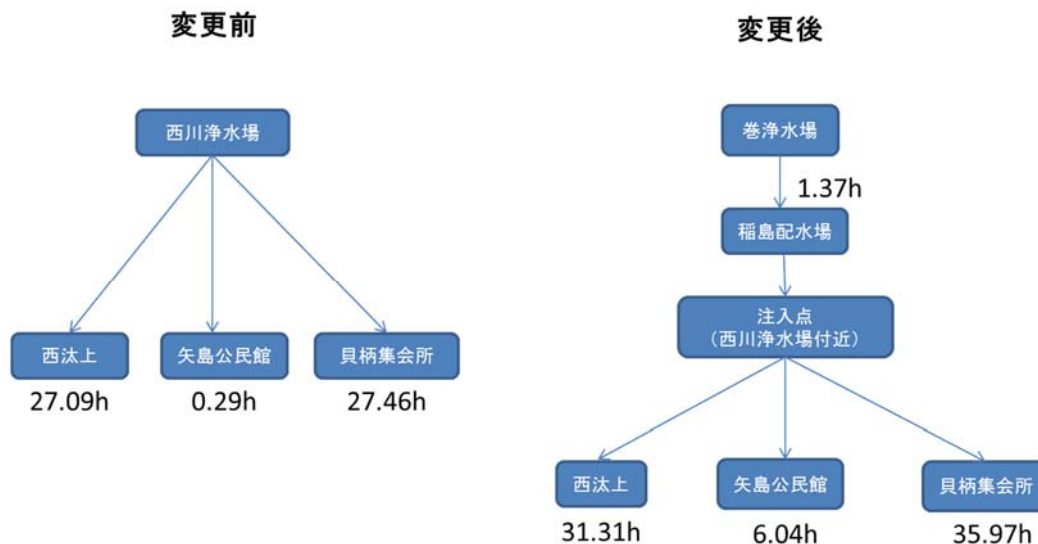 変更前
西川浄水場
西汰上
矢島公民館
貝柄集会所
27.09h
0.29h
27.46h
変更後
巻浄水場
1.37h
稲島配水場
注入点
（西川浄水場付近）
西汰上
矢島公民館
貝柄集会所
31.31h
6.04h
35.97h